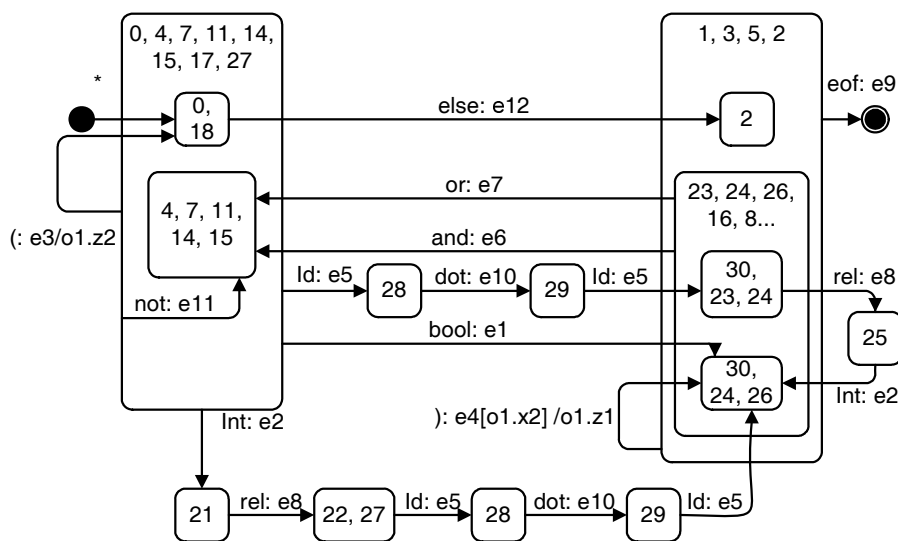 0, 4, 7, 11, 14,
15, 17, 27
1, 3, 5, 2
*
eof: e9
0,
18
else: e12
2
or: e7
23, 24, 26,
16, 8...
4, 7, 11,
14, 15
(: e3/o1.z2
and: e6
Id: e5
28
dot: e10
29
Id: e5
30,
23, 24
rel: e8
not: e11
bool: e1
25
30,
24, 26
Int: e2
Int: e2
): e4[o1.x2] /o1.z1
21
rel: e8
22, 27
Id: e5
28
dot: e10
29
Id: e5